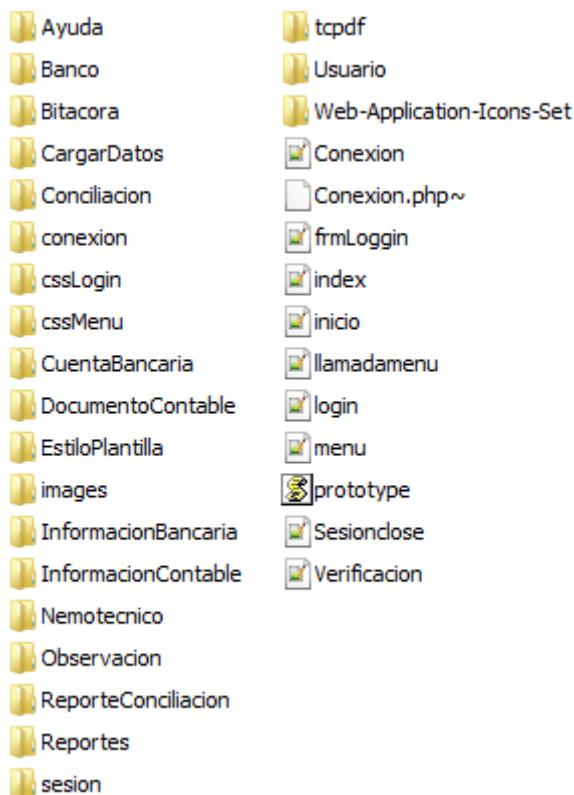 Ayuda
Banco
Bitacora
CargarDatos
Conciliacion
conexion
cssLogin
cssMenu
CuentaBancaria
DocumentoContable
EstiloPlantilla
images
InformacionBancaria
InformacionContable
Nemotecnico
Observacion
ReporteConciliacion
Reportes
sesion
tcpdf
Usuario
Web-Application-Icons-Set
Conexion
Conexion.php~
frmLoggin
index
inicio
llamadamenu
login
menu
prototype
Sesionclose
Verificacion